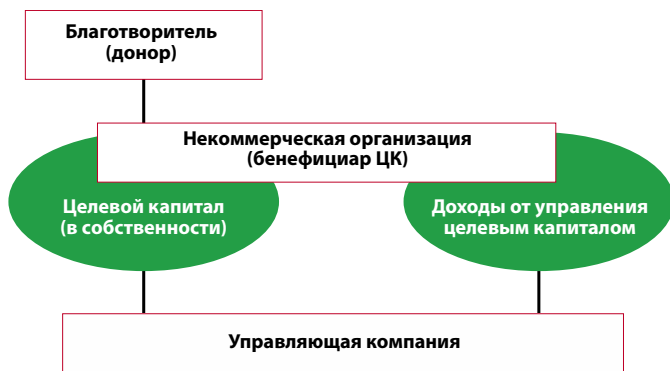 Благотворитель
(донор)
Некоммерческая организация
(бенефициар ЦК)
Целевой капитал
(в собственности)
Доходы от управления
целевым капиталом
Управляющая компания